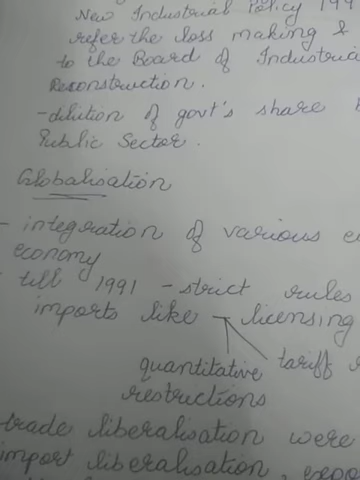 New Industrial Policy 199
refer the loss making &
to the Board of Industria
Reconstruction.
- dilution of govt's share
Public Sector.
Globalisation
- integration of various
economy
till 1991 - strict rules
imports like - licensing
quantitative tariff
restrictions
trade liberalisation were
import liberalisation, expo